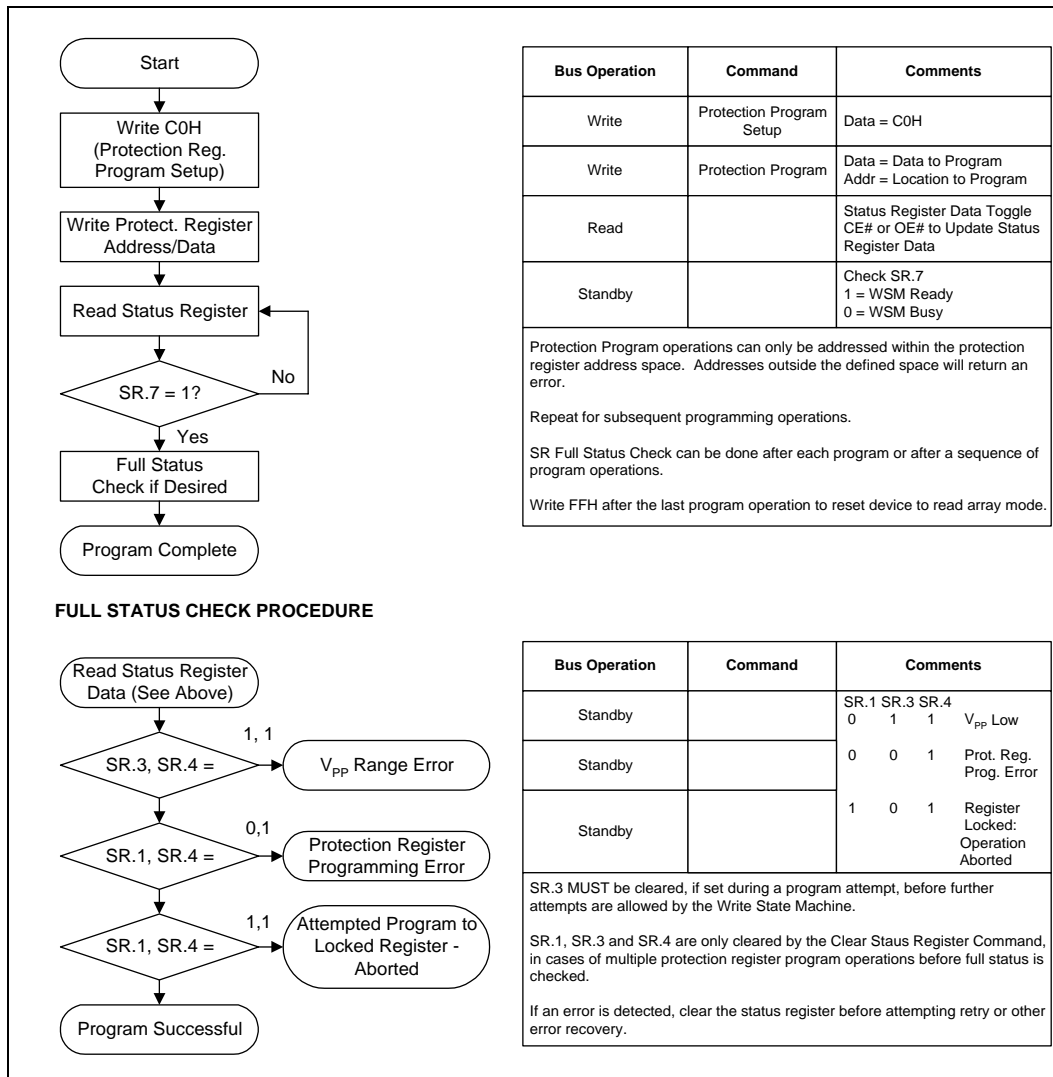 Start
Write C0H
(Protection Reg.
Program Setup)
Write Protect. Register
Address/Data
Read Status Register
No
SR.7 = 1?
Yes
Full Status
Check if Desired
Program Complete
Bus Operation Command Comments
Write Protection Program
Setup Data = C0H
Write Protection Program Data = Data to Program
Addr = Location to Program
Read Status Register Data Toggle
CE# or OE# to Update Status
Register Data
Standby Check SR.7
1 = WSM Ready
0 = WSM Busy
Protection Program operations can only be addressed within the protection
register address space. Addresses outside the defined space will return an
error.
Repeat for subsequent programming operations.
SR Full Status Check can be done after each program or after a sequence of
program operations.
Write FFH after the last program operation to reset device to read array mode.
FULL STATUS CHECK PROCEDURE
Read Status Register
Data (See Above)
1, 1
SR.3, SR.4 =
VPP Range Error
0,1
SR.1, SR.4 =
Protection Register
Programming Error
1,1
SR.1, SR.4 =
Attempted Program to
Locked Register -
Aborted
Program Successful
Bus Operation Command Comments
SR.1 SR.3 SR.4
Standby 0 1 1 VPP Low
Standby 0 0 1 Prot. Reg.
Prog. Error
Standby 1 0 1 Register
Locked:
Operation
Aborted
SR.3 MUST be cleared, if set during a program attempt, before further
attempts are allowed by the Write State Machine.
SR.1, SR.3 and SR.4 are only cleared by the Clear Staus Register Command,
in cases of multiple protection register program operations before full status is
checked.
If an error is detected, clear the status register before attempting retry or other
error recovery.